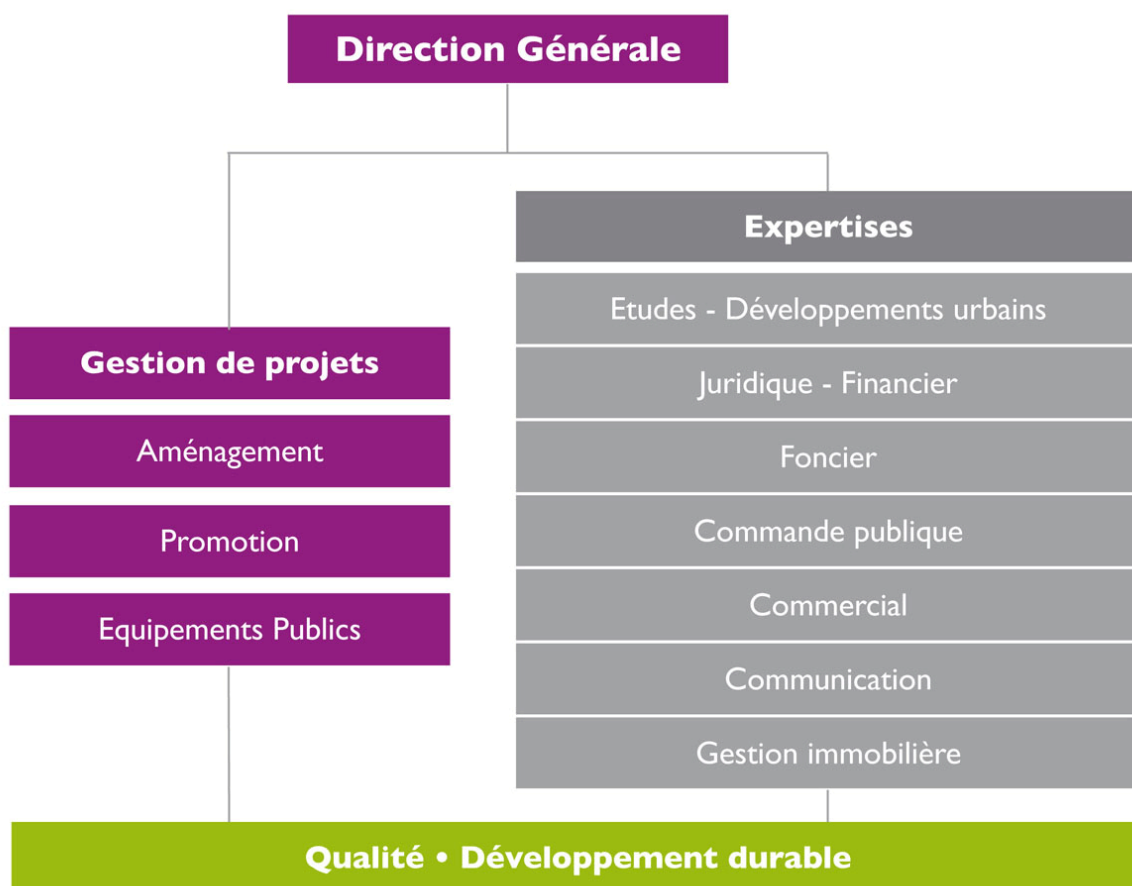 Direction Générale
Gestion de projets
Aménagement
Promotion
Equipements Publics
Expertises
Etudes - Développements urbains
Juridique - Financier
Foncier
Commande publique
Commercial
Communication
Gestion immobilière
Qualité • Développement durable